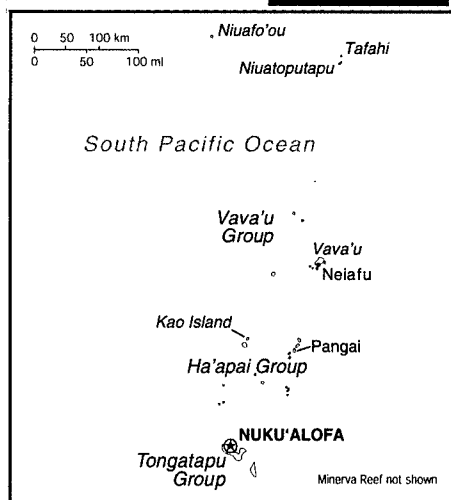 Niuafo'ou
0 50 100 km
0 50 100 mi
Tafahi
Niuatoputapu
South Pacific Ocean
Vava'u
Group
Vava'u
Neiafu
Kao Island
Pangai
Ha'apai Group
NUKU'ALOFA
Tongatapu
Group
Minerva Reef not shown